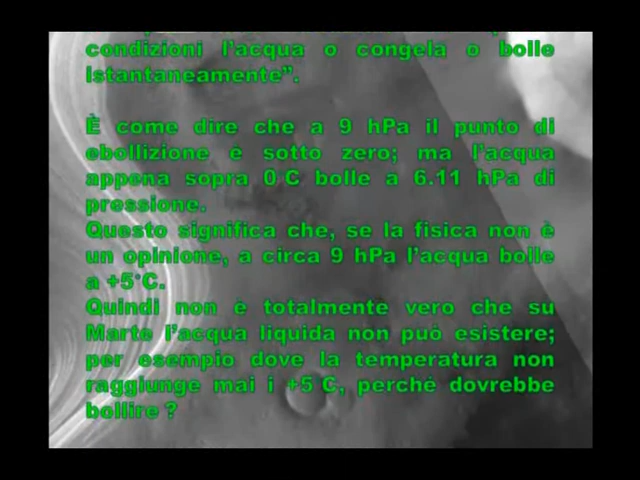 condizioni l'acqua o congela o bolle
Istantaneamente".
È come dire che a 9 hPa il punto di
ebollizione è sotto zero; ma l'acqua
appena sopra 0°C bolle a 6.11 hPa di
pressione.
Questo significa che, se la fisica non è
un opinione, a circa 9 hPa l'acqua bolle
a +5°C.
Quindi non è totalmente vero che su
Marte l'acqua liquida non può esistere;
per esempio dove la temperatura non
raggiunge mai i +5°C, perchè dovrebbe
bollire ?